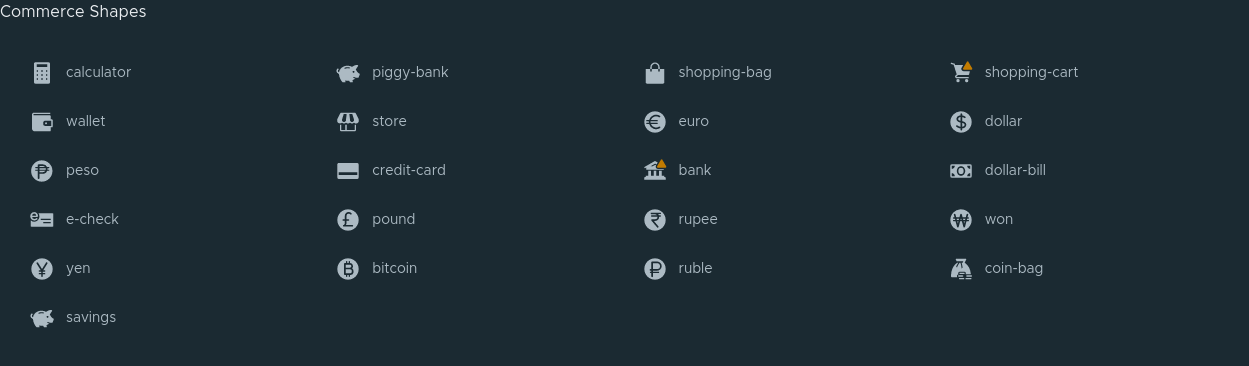 Commerce Shapes
calculator piggy-bank shopping-bag shopping-cart
wallet store euro dollar
peso credit-card bank dollar-bill
e-check pound rupee won
yen bitcoin ruble coin-bag
savings